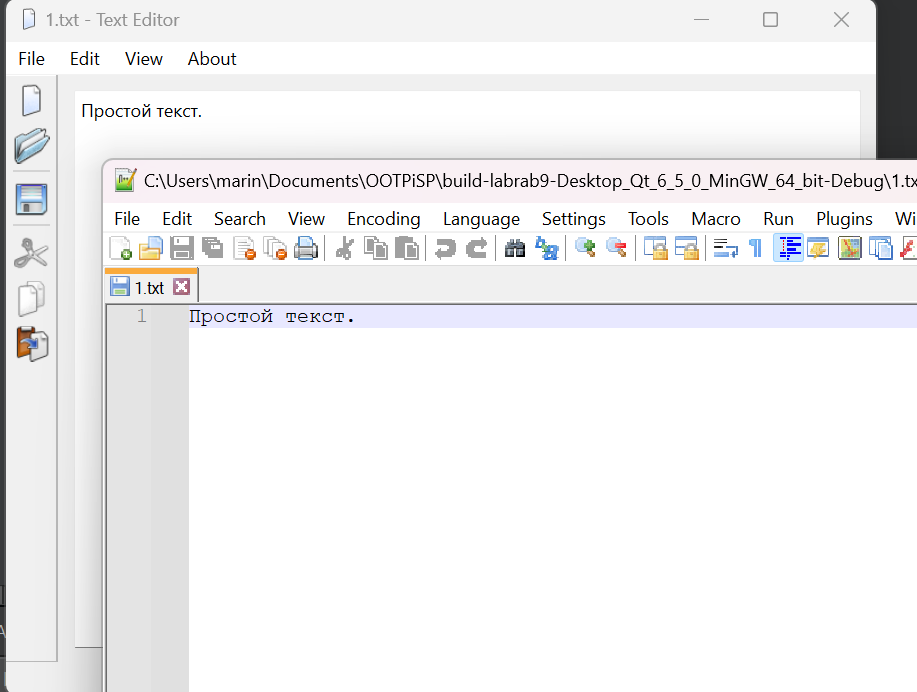 1.txt - Text Editor
File Edit View About
Простой текст.
C:\Users\marin\Documents\OOTPiSP\build-labrab9-Desktop_Qt_6_5_0_MinGW_64_bit-Debug\1.tx
File Edit Search View Encoding Language Settings Tools Macro Run Plugins Wi
1.txt
1 Простой текст.